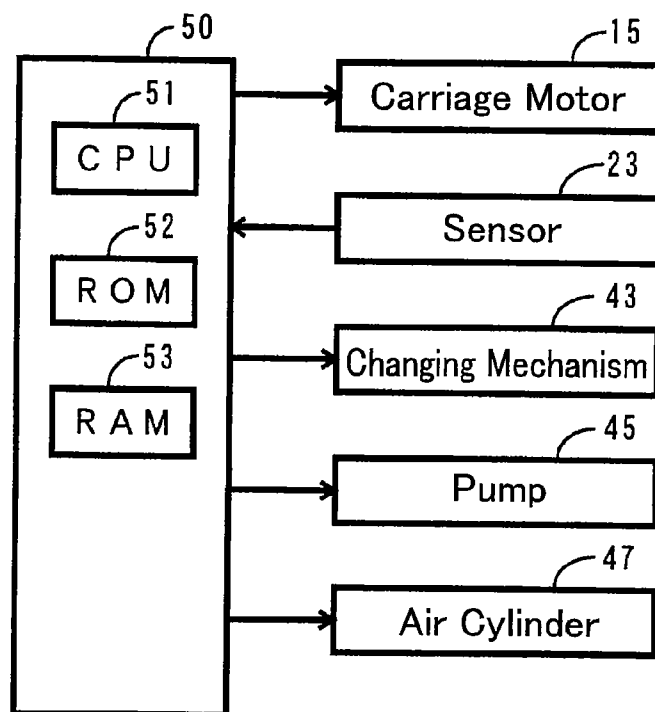 50
51
CPU
52
ROM
53
RAM
15
Carriage Motor
23
Sensor
43
Changing Mechanism
45
Pump
47
Air Cylinder